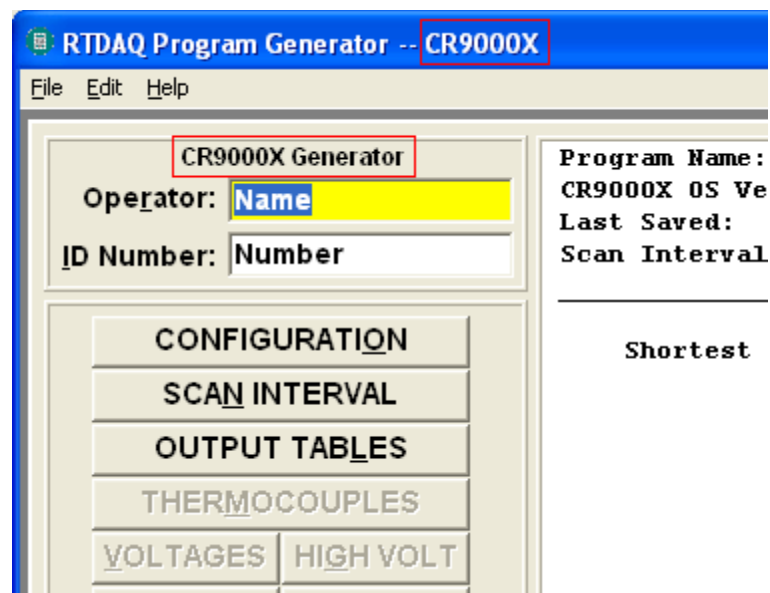 RTDAQ Program Generator -- CR9000X
File Edit Help
CR9000X Generator
Operator: Name
ID Number: Number
CONFIGURATION
SCAN INTERVAL
OUTPUT TABLES
THERMOCOUPLES
VOLTAGES HIGH VOLT
Program Name:
CR9000X OS Ve
Last Saved:
Scan Interval
Shortest